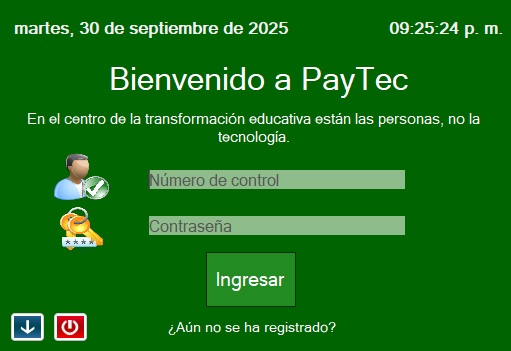 martes, 30 de septiembre de 2025
09:25:24 p. m.
Bienvenido a PayTec
En el centro de la transformación educativa están las personas, no la
tecnología.
Número de control
****
Contraseña
Ingresar
¿Aún no se ha registrado?